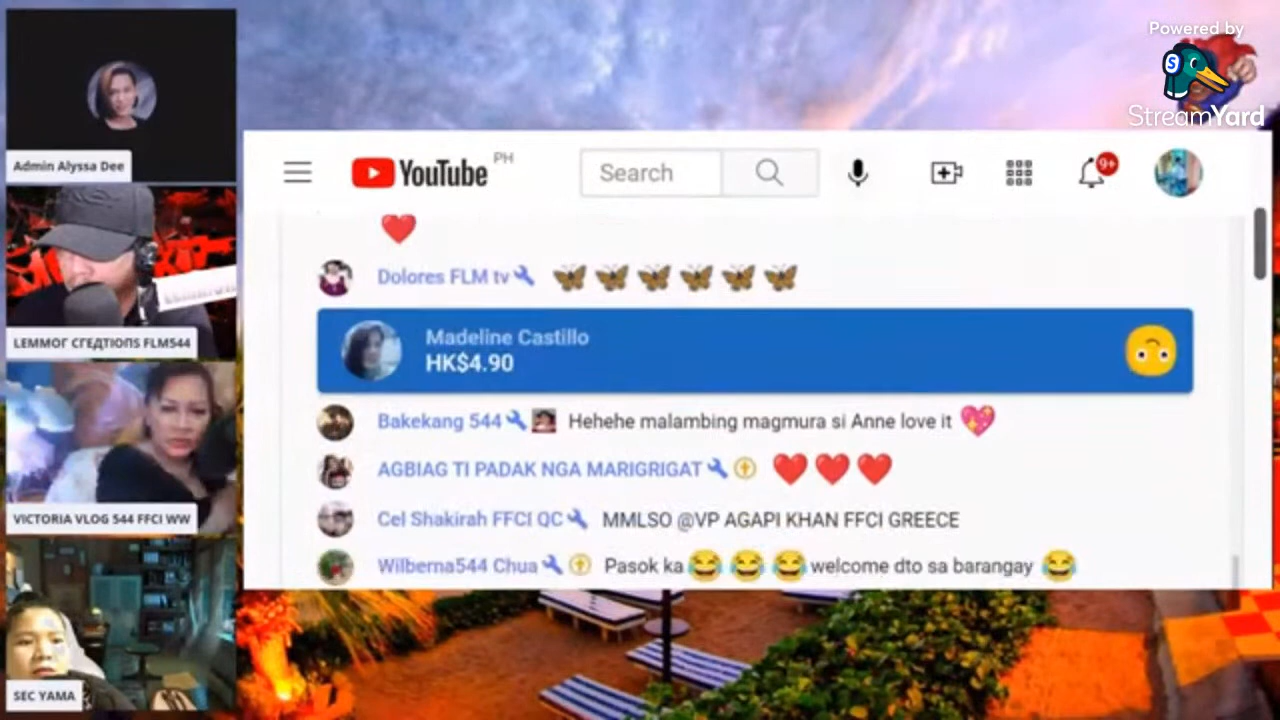 Powered by
StreamYard
Admin Alyssa Dee
LEMMOГ CГEДTIOПS FLM544
VICTORIA VLOG 544 FFCI WW
SEC YAMA
YouTube PH
Search
9+
Dolores FLM tv
Madeline Castillo
HK$4.90
Bakekang 544 Hehehe malambing magmura si Anne love it
AGBIAG TI PADAK NGA MARIGRIGAT
Cel Shakirah FFCI QC MMLSO @VP AGAPI KHAN FFCI GREECE
Wilberna544 Chua Pasok ka 😂 😂 😂 welcome dto sa barangay 😂